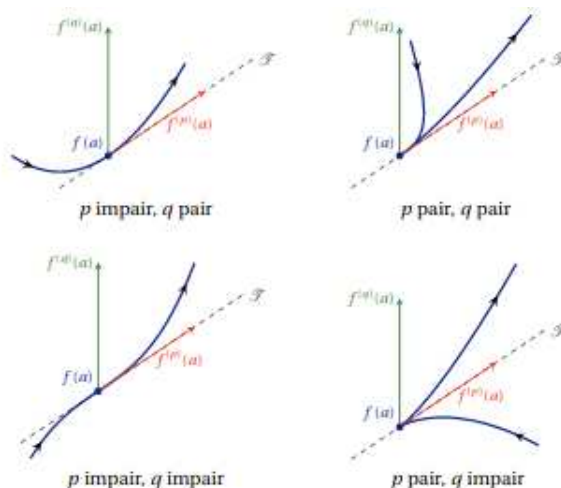 f⁽q⁾(a)
𝒯
f(a)
f⁽p⁾(a)
p impair, q pair
f⁽q⁾(a)
𝒯
f(a)
f⁽p⁾(a)
p pair, q pair
f⁽q⁾(a)
𝒯
f(a)
f⁽p⁾(a)
p impair, q impair
f⁽q⁾(a)
𝒯
f(a)
f⁽p⁾(a)
p pair, q impair